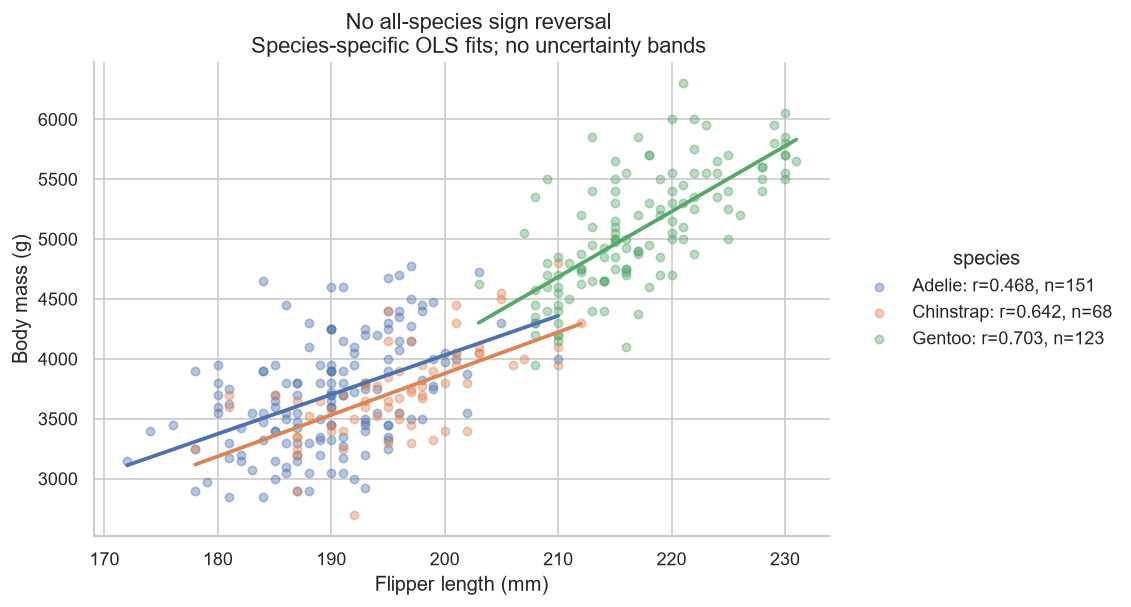 No all-species sign reversal
Species-specific OLS fits; no uncertainty bands
Body mass (g)
6000
5500
5000
4500
4000
3500
3000
170 180 190 200 210 220 230
Flipper length (mm)
species
Adelie: r=0.468, n=151
Chinstrap: r=0.642, n=68
Gentoo: r=0.703, n=123